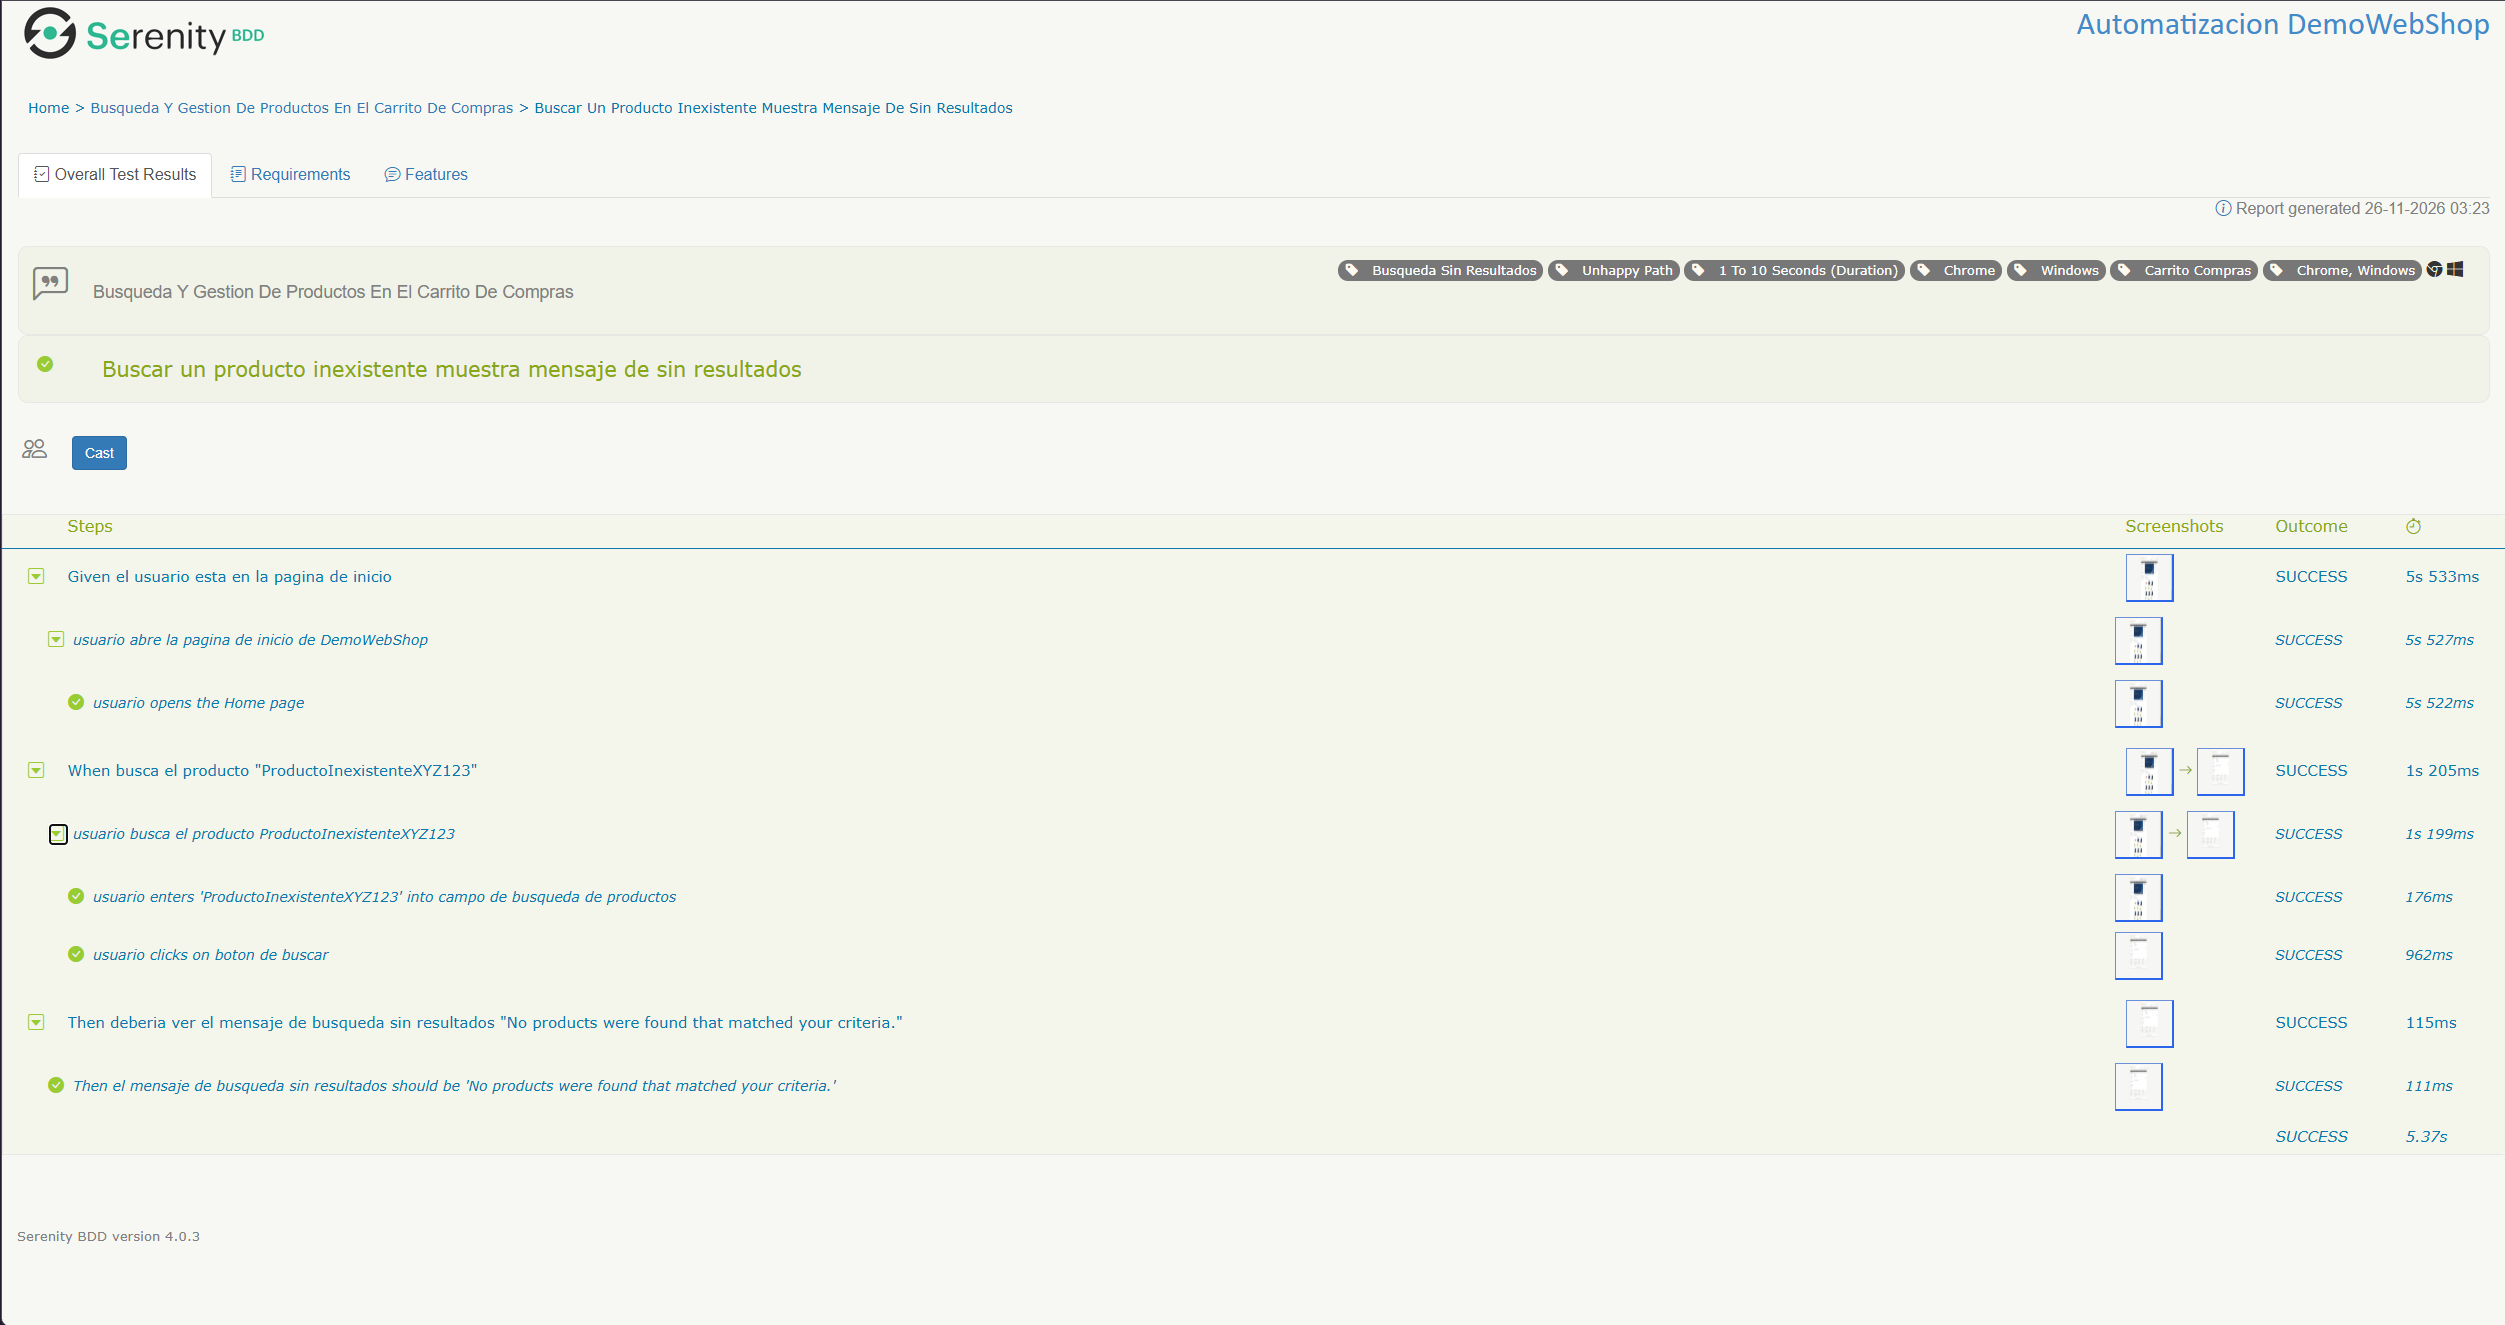 Serenity BDD
Automatizacion DemoWebShop
Home > Busqueda Y Gestion De Productos En El Carrito De Compras > Buscar Un Producto Inexistente Muestra Mensaje De Sin Resultados
Overall Test Results Requirements Features
Report generated 26-11-2026 03:23
Busqueda Sin Resultados Unhappy Path 1 To 10 Seconds (Duration) Chrome Windows Carrito Compras Chrome, Windows
Busqueda Y Gestion De Productos En El Carrito De Compras
Buscar un producto inexistente muestra mensaje de sin resultados
Cast
Steps Screenshots Outcome
Given el usuario esta en la pagina de inicio SUCCESS 5s 533ms
usuario abre la pagina de inicio de DemoWebShop SUCCESS 5s 527ms
usuario opens the Home page SUCCESS 5s 522ms
When busca el producto "ProductoInexistenteXYZ123" SUCCESS 1s 205ms
usuario busca el producto ProductoInexistenteXYZ123 SUCCESS 1s 199ms
usuario enters 'ProductoInexistenteXYZ123' into campo de busqueda de productos SUCCESS 176ms
usuario clicks on boton de buscar SUCCESS 962ms
Then deberia ver el mensaje de busqueda sin resultados "No products were found that matched your criteria." SUCCESS 115ms
Then el mensaje de busqueda sin resultados should be 'No products were found that matched your criteria.' SUCCESS 111ms
SUCCESS 5.37s
Serenity BDD version 4.0.3